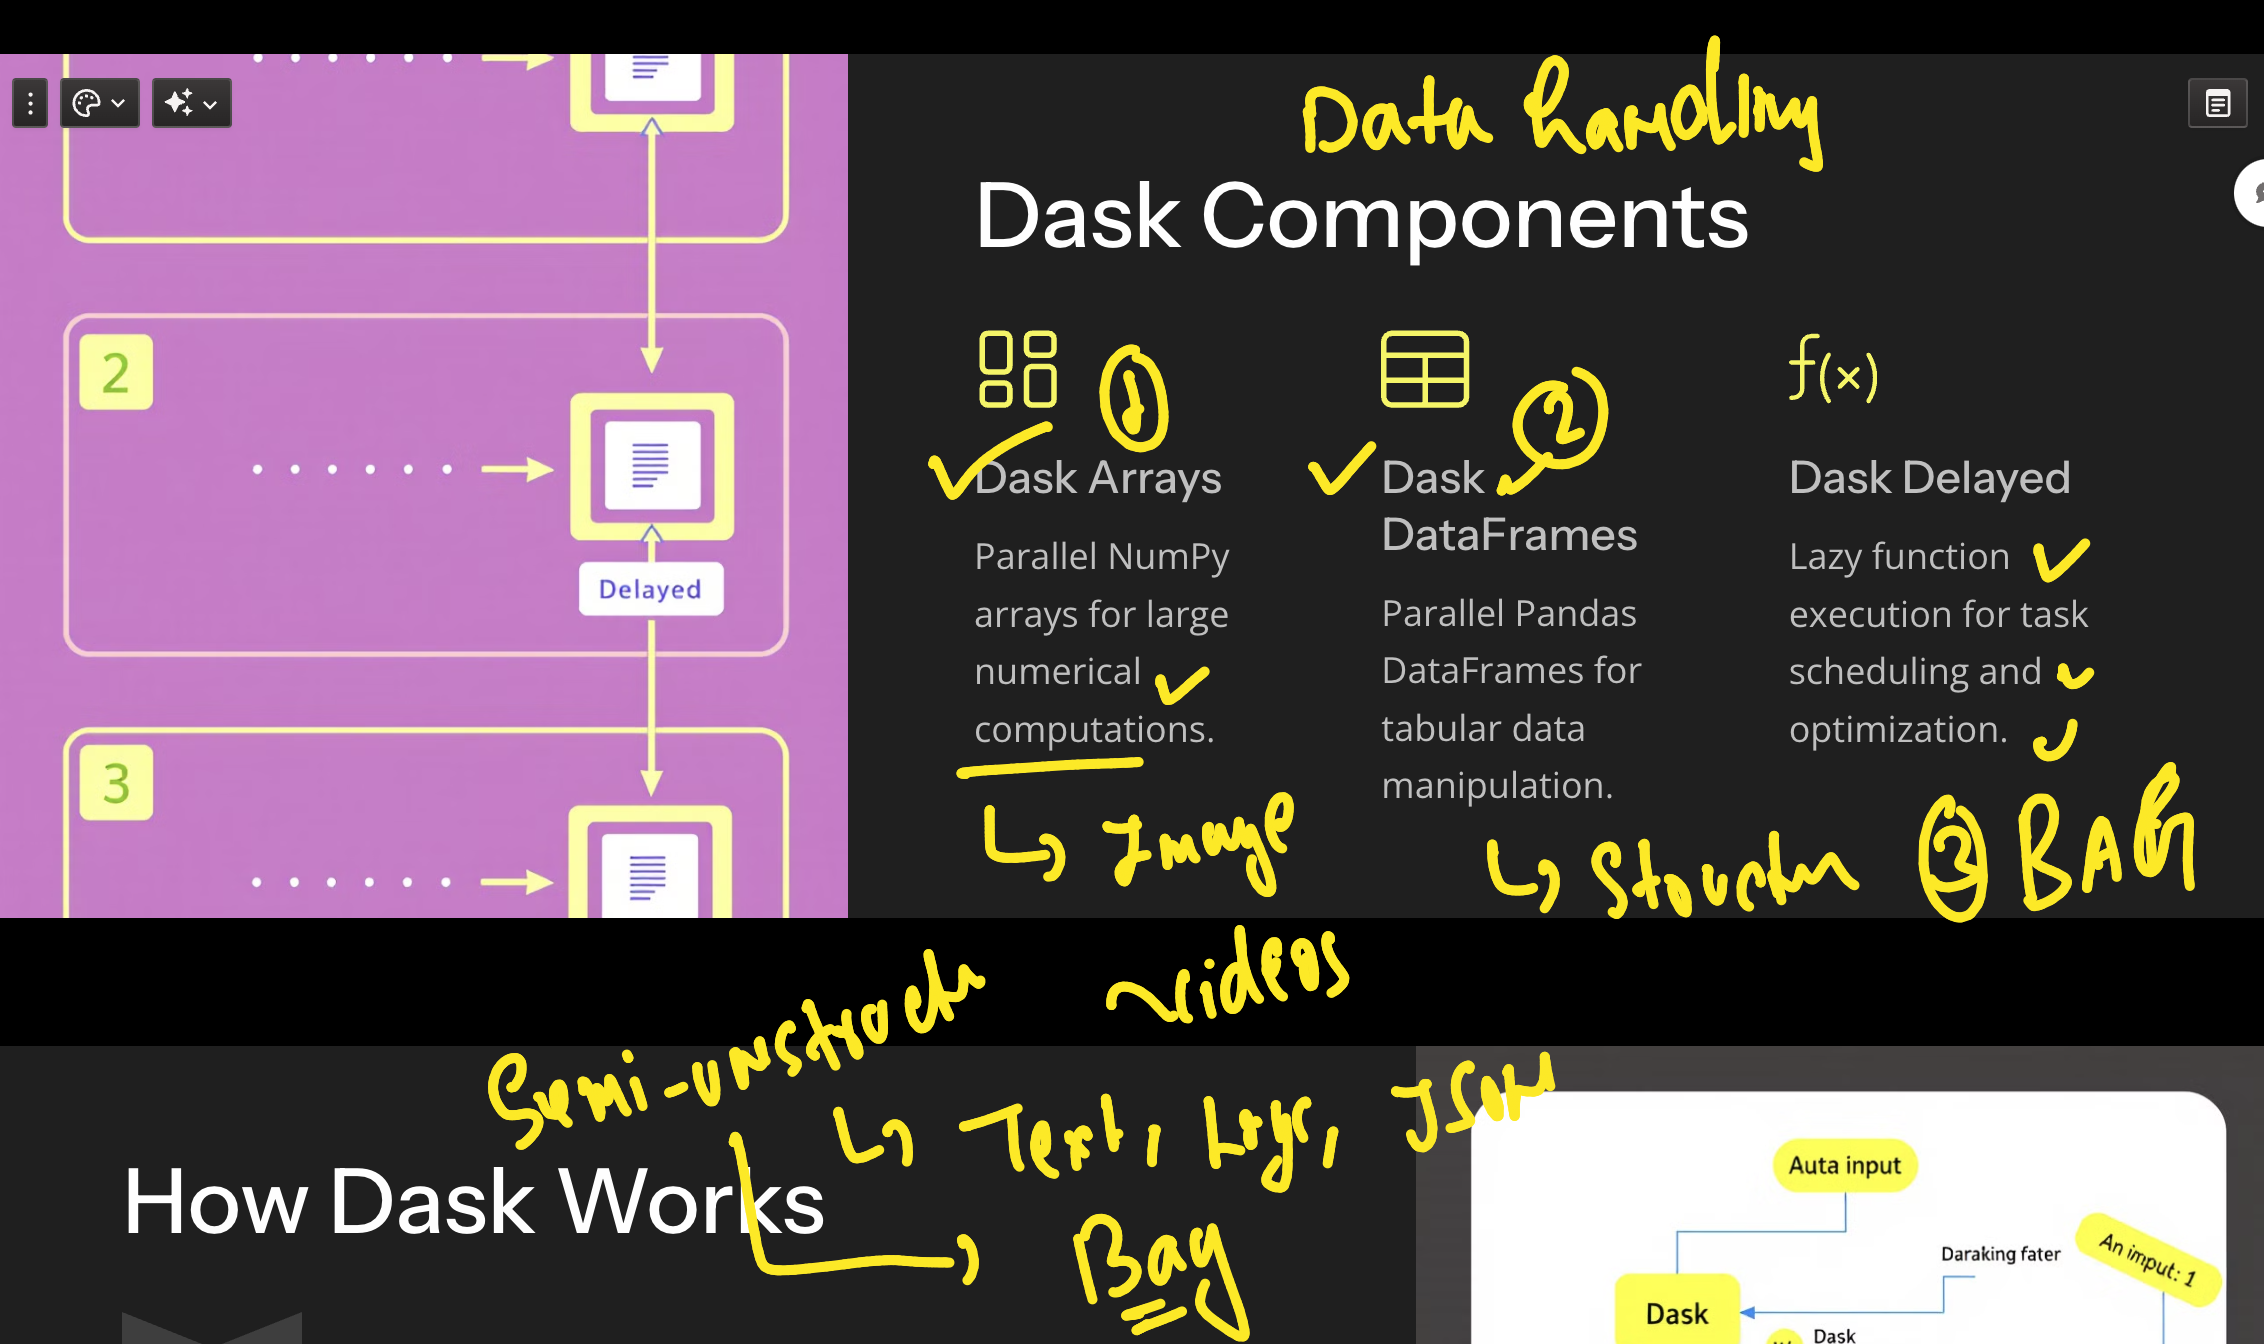 Data handling
Dask Components
2
Delayed
3
1
Dask Arrays
Parallel NumPy
arrays for large
numerical
computations.
Image
2
Dask
DataFrames
Parallel Pandas
DataFrames for
tabular data
manipulation.
f(x)
Dask Delayed
Lazy function
execution for task
scheduling and
optimization.
3 BAG
videos
Semi-unstructu
Text, Logs, JSON
Bag
How Dask Works
Auta input
An imput: 1
Daraking fater
Dask
Dask